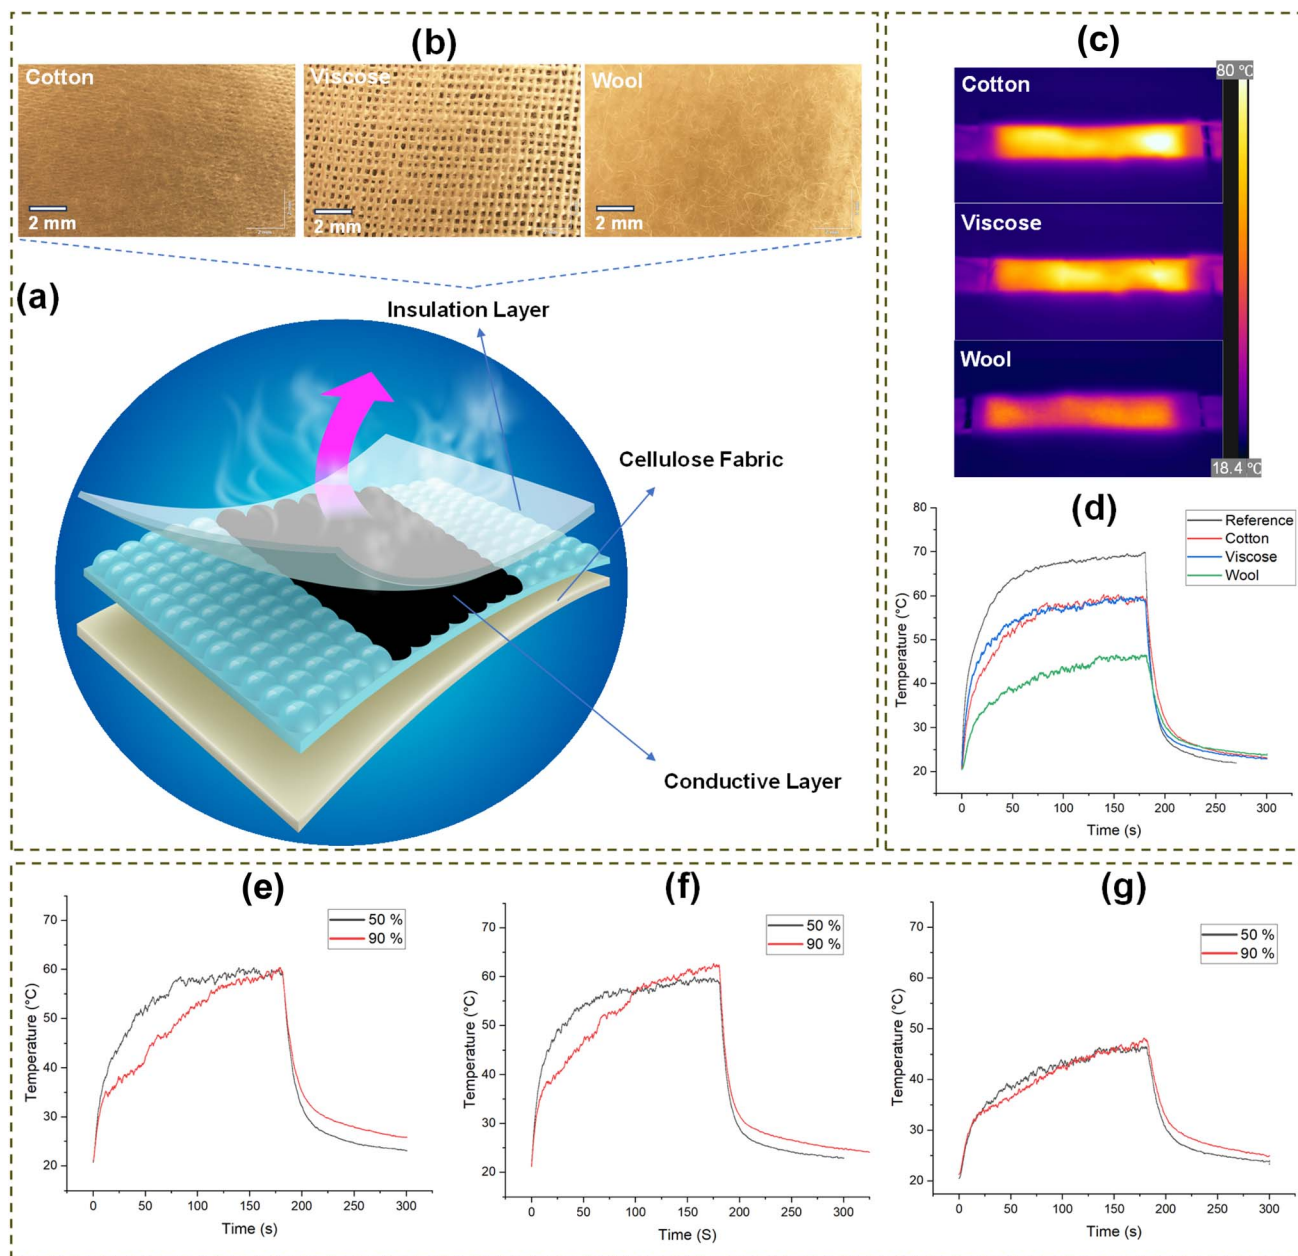 (b)
Cotton
Viscose
Wool
2 mm
2 mm
2 mm
(a)
Insulation Layer
Cellulose Fabric
Conductive Layer
(c)
80 °C
Cotton
Viscose
Wool
18.4 °C
(d)
Reference
Cotton
Viscose
Wool
80
70
60
50
40
30
20
Temperature (°C)
0
50
100
150
200
250
300
Time (s)
(e)
50 %
90 %
70
60
50
40
30
20
Temperature (°C)
0
50
100
150
200
250
300
Time (s)
(f)
50 %
90 %
70
60
50
40
30
20
Temperature (°C)
0
50
100
150
200
250
300
Time (S)
(g)
50 %
90 %
70
60
50
40
30
20
Temperature (°C)
0
50
100
150
200
250
300
Time (s)